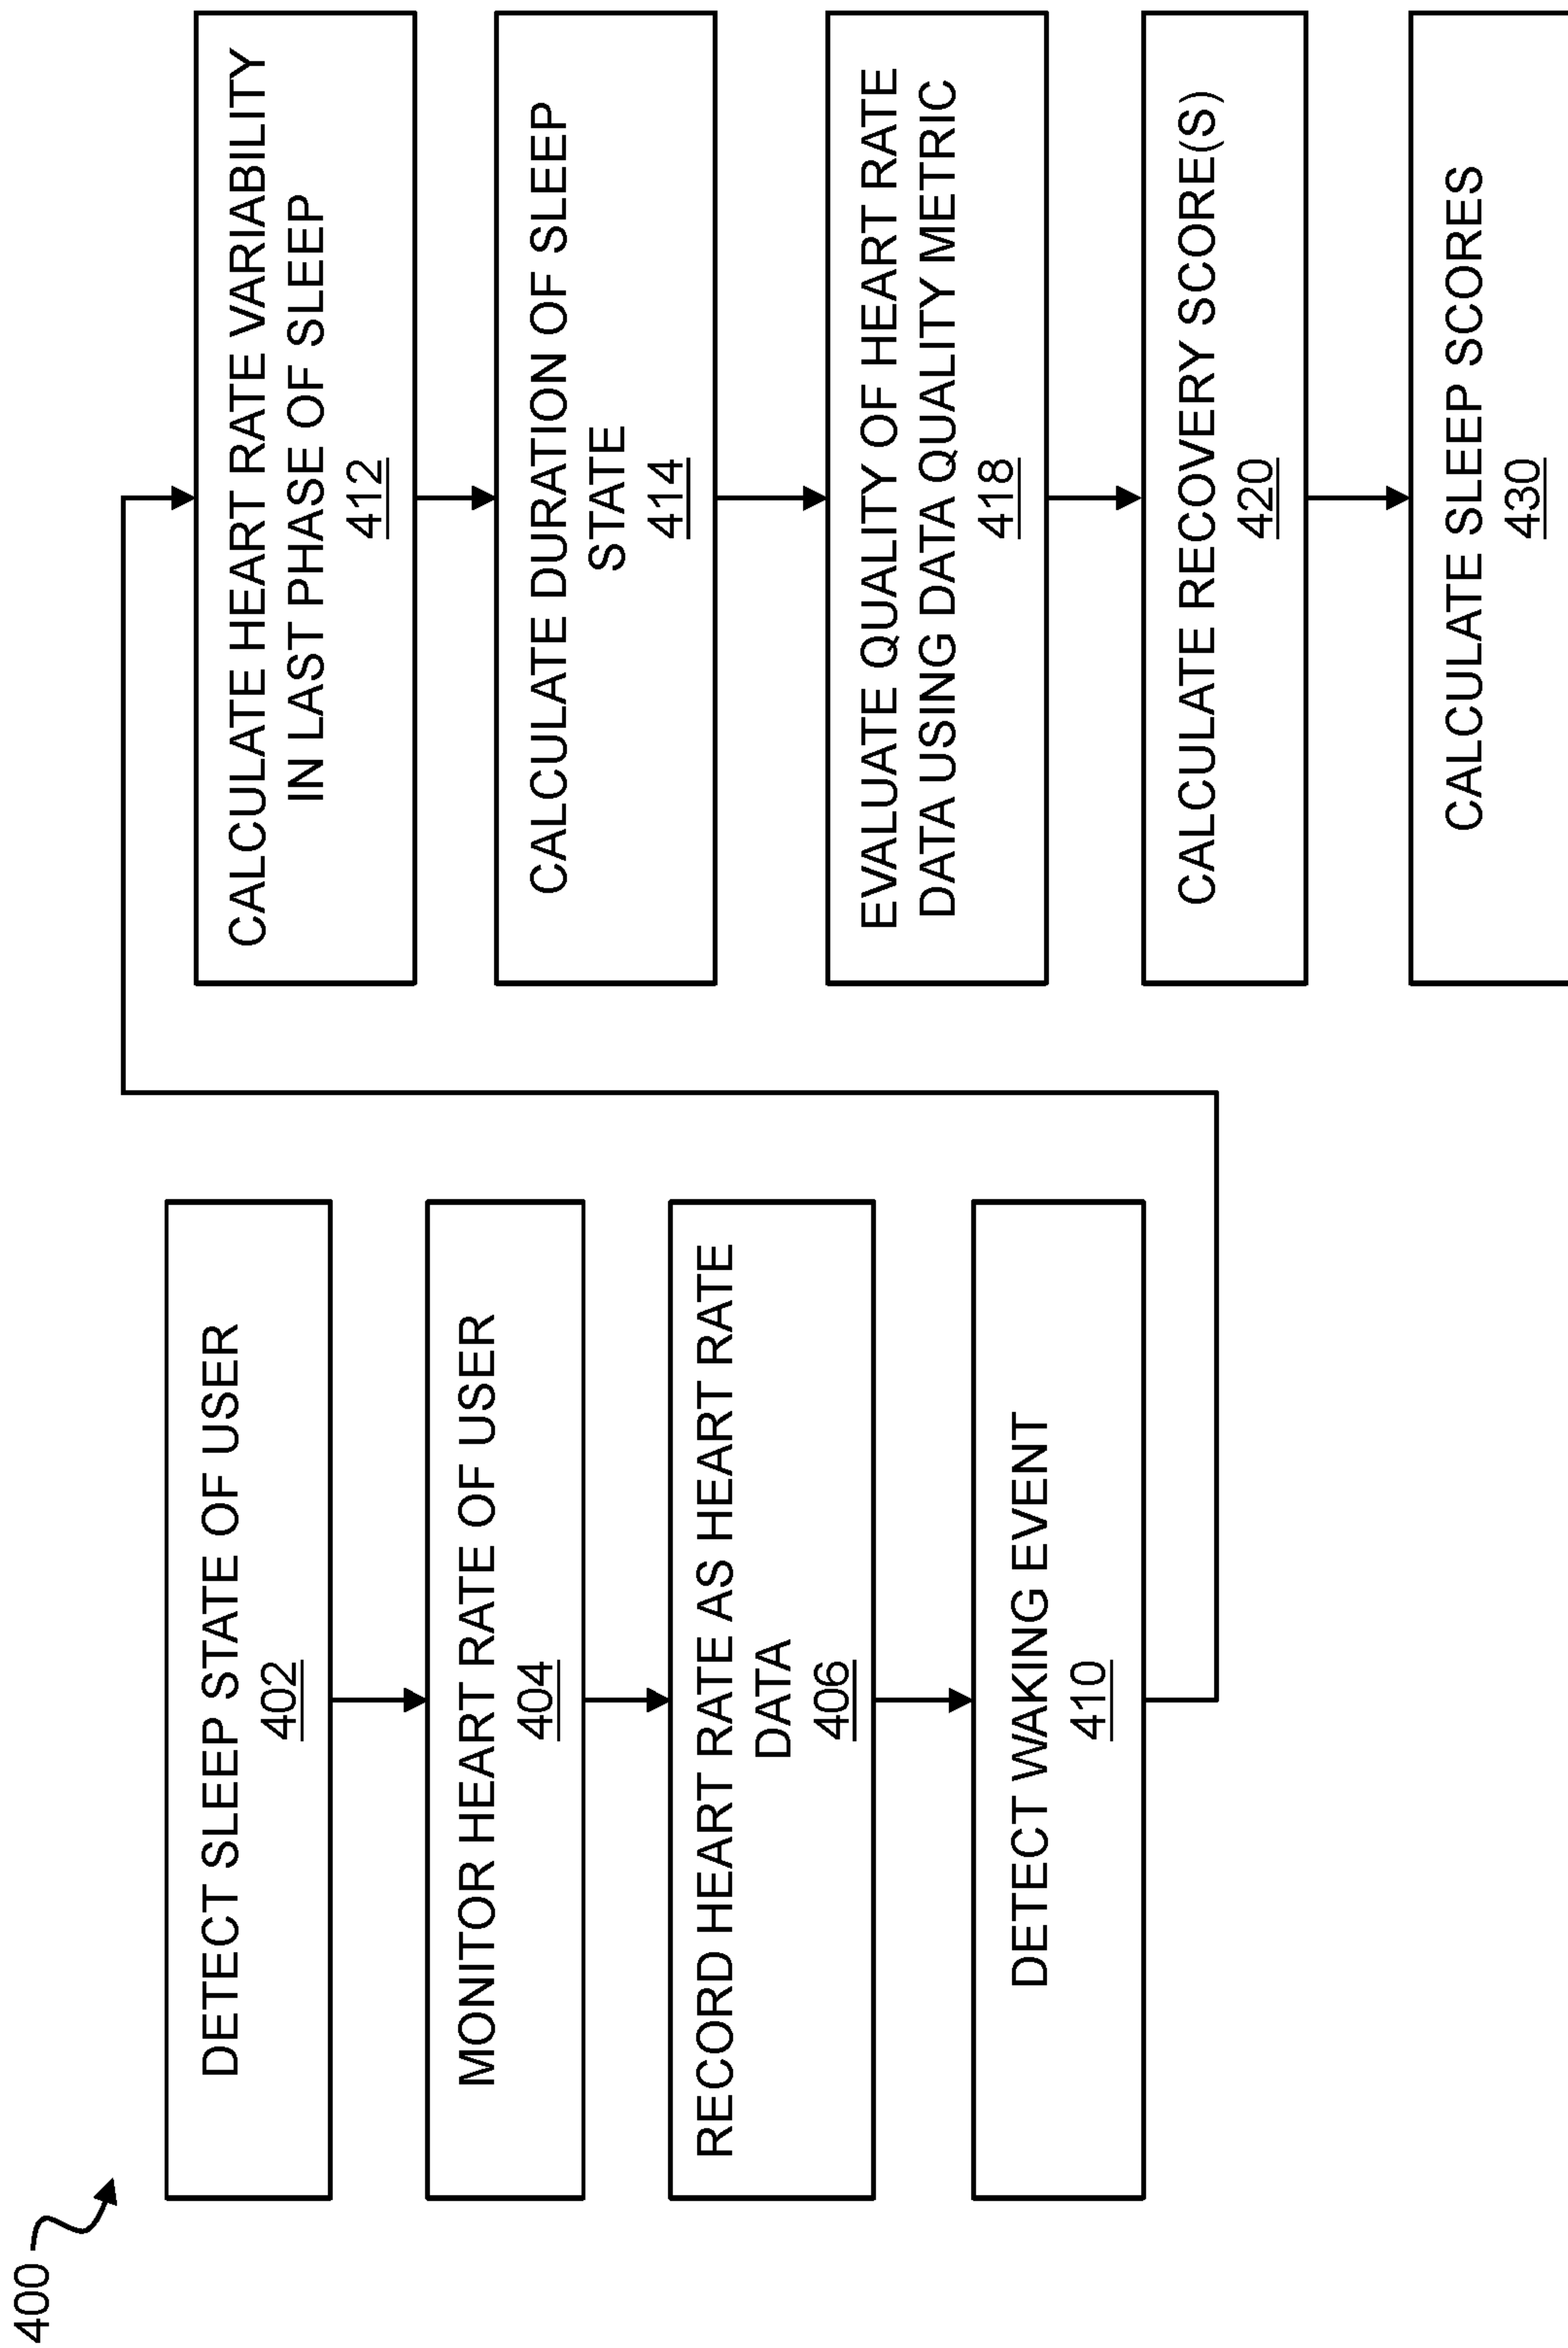 400
DETECT SLEEP STATE OF USER
402
MONITOR HEART RATE OF USER
404
RECORD HEART RATE AS HEART RATE
DATA
406
DETECT WAKING EVENT
410
CALCULATE HEART RATE VARIABILITY
IN LAST PHASE OF SLEEP
412
CALCULATE DURATION OF SLEEP
STATE
414
EVALUATE QUALITY OF HEART RATE
DATA USING DATA QUALITY METRIC
418
CALCULATE RECOVERY SCORE(S)
420
CALCULATE SLEEP SCORES
430